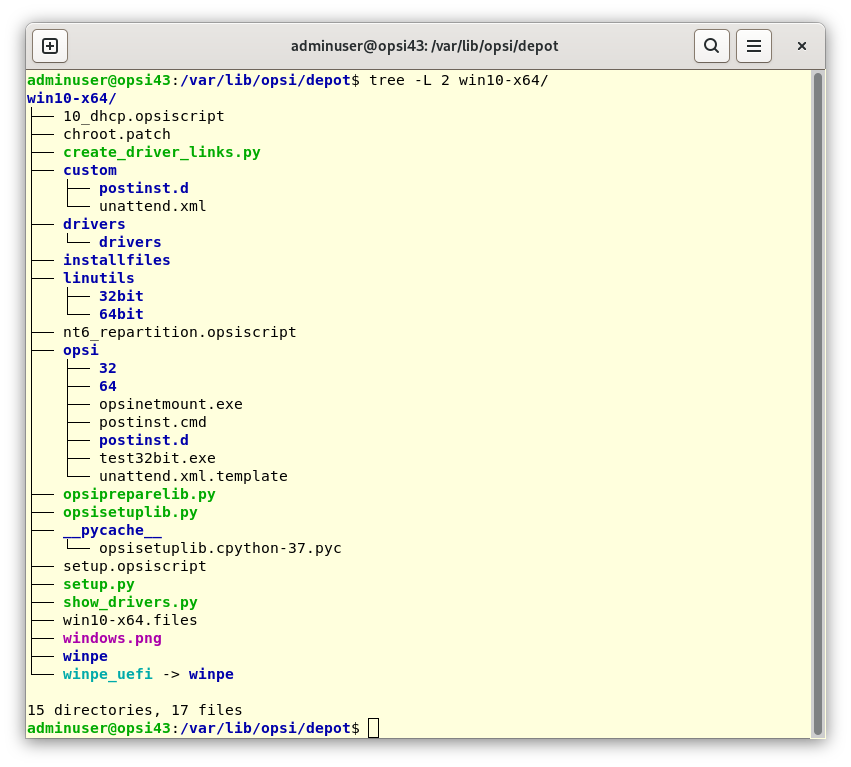 adminuser@opsi43: /var/lib/opsi/depot
adminuser@opsi43:/var/lib/opsi/depot$ tree -L 2 win10-x64/
win10-x64/
├── 10_dhcp.opsiscript
├── chroot.patch
├── create_driver_links.py
├── custom
│   ├── postinst.d
│   └── unattend.xml
├── drivers
│   └── drivers
├── installfiles
├── linutils
│   ├── 32bit
│   └── 64bit
├── nt6_repartition.opsiscript
├── opsi
│   ├── 32
│   ├── 64
│   ├── opsinetmount.exe
│   ├── postinst.cmd
│   ├── postinst.d
│   ├── test32bit.exe
│   └── unattend.xml.template
├── opsipreparelib.py
├── opsisetuplib.py
├── __pycache__
│   └── opsisetuplib.cpython-37.pyc
├── setup.opsiscript
├── setup.py
├── show_drivers.py
├── win10-x64.files
├── windows.png
├── winpe
└── winpe_uefi -> winpe
15 directories, 17 files
adminuser@opsi43:/var/lib/opsi/depot$